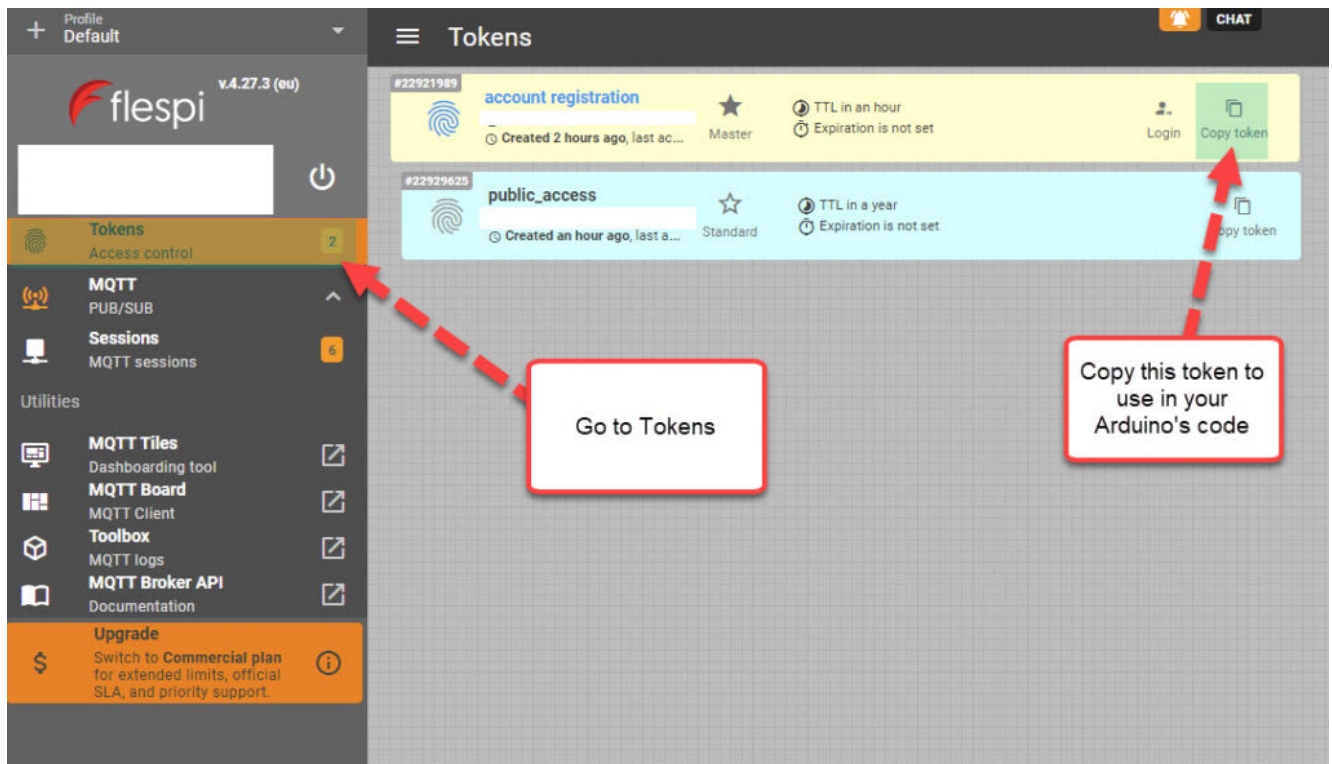 Profile
Default
flespi
v.4.27.3 (eu)
Tokens
Access control
2
MQTT
PUB/SUB
Sessions
MQTT sessions
6
Utilities
MQTT Tiles
Dashboarding tool
MQTT Board
MQTT Client
Toolbox
MQTT logs
MQTT Broker API
Documentation
Upgrade
Switch to Commercial plan
for extended limits, official
SLA, and priority support.
Tokens
CHAT
#22921989
account registration
Created 2 hours ago, last ac...
Master
TTL in an hour
Expiration is not set
Login
Copy token
#22929625
public_access
Created an hour ago, last a...
Standard
TTL in a year
Expiration is not set
opy token
Go to Tokens
Copy this token to
use in your
Arduino's code